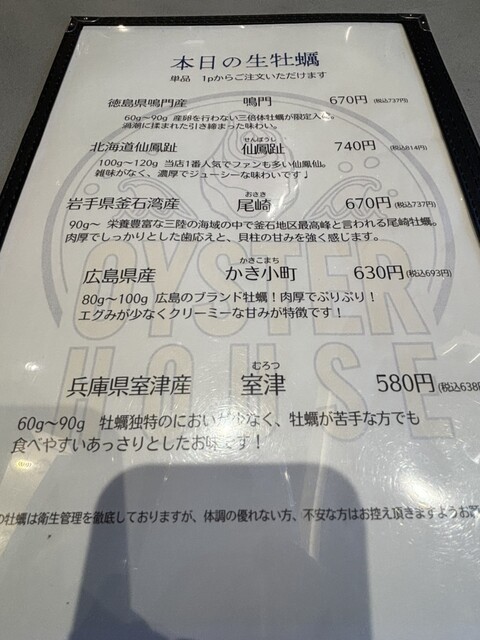 本日の生牡蠣
単品 1pからご注文いただけます
徳島県鳴門産 鳴門 670円(税込737円)
60g～90g 産卵を行わない三倍体牡蠣が限定入
渦潮に揉まれた引き締まった味わい。
せんぽうし
北海道仙鳳趾 仙鳳趾 740円(税込814円)
100g～120g 当店1番人気でファンも多い仙鳳仙。
雑味がなく、濃厚でジューシーな味わいです♩
おさき
岩手県釜石湾産 尾崎 670円(税込737円)
90g～ 栄養豊富な三陸の海域の中で釜石地区最高峰と言われる尾崎牡蠣。
肉厚でしっかりとした歯応えと、貝柱の甘みを強く感じます。
かきこまち
広島県産 かき小町 630円(税込693円)
80g～100g 広島のブランド牡蠣！肉厚でぷりぷり！
エグみが少なくクリーミーな甘みが特徴です！
むろつ
兵庫県室津産 室津 580円(税込638
60g～90g 牡蠣独特のにおいが少なく、牡蠣が苦手な方でも
食べやすいあっさりとしたお味です！
の牡蠣は衛生管理を徹底しておりますが、体調の優れない方、不安な方はお控え頂きますようお
OYSTER
HOUSE